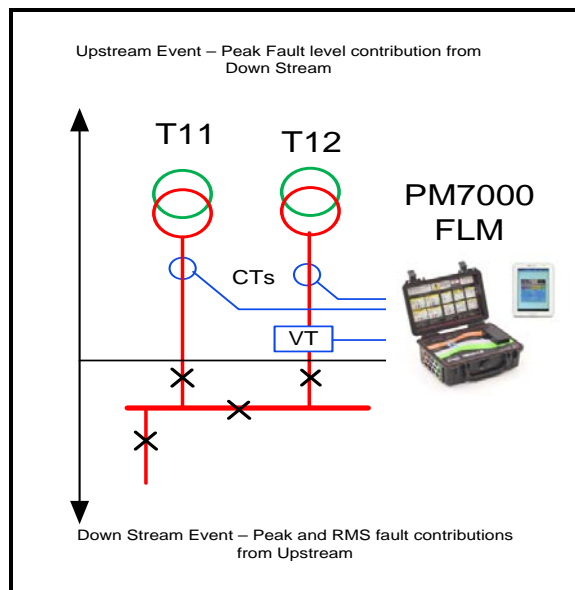 Upstream Event – Peak Fault level contribution from
Down Stream
T11
T12
PM7000
FLM
CTs
VT
Down Stream Event – Peak and RMS fault contributions
from Upstream